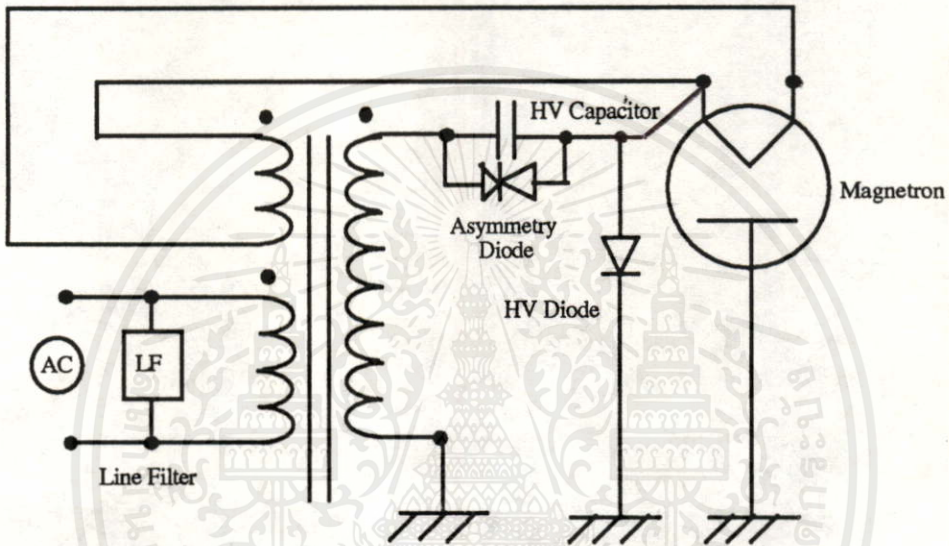 HV Capacitor
Magnetron
Asymmetry
Diode
HV Diode
AC
LF
Line Filter